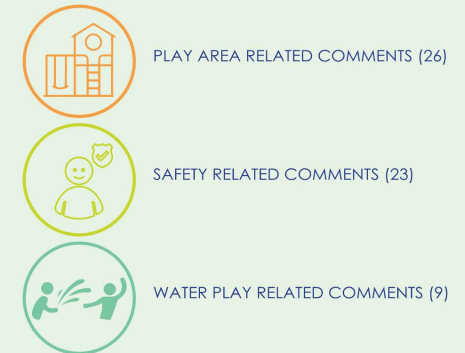 PLAY AREA RELATED COMMENTS (26)
SAFETY RELATED COMMENTS (23)
WATER PLAY RELATED COMMENTS (9)